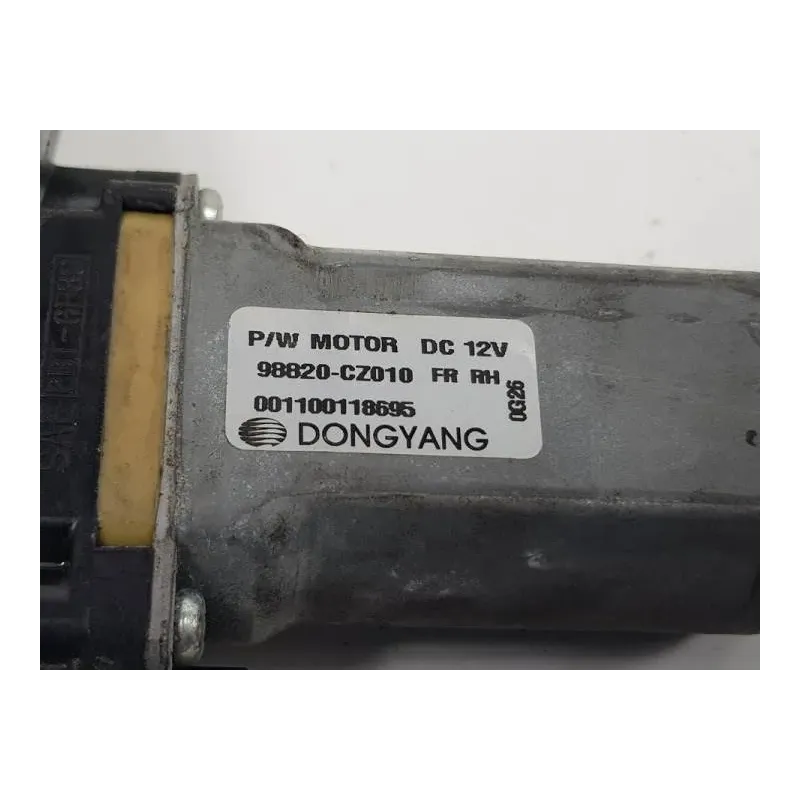 P/W MOTOR DC 12V
98820-CZ010 FR RH
001100118695
0G26
DONGYANG